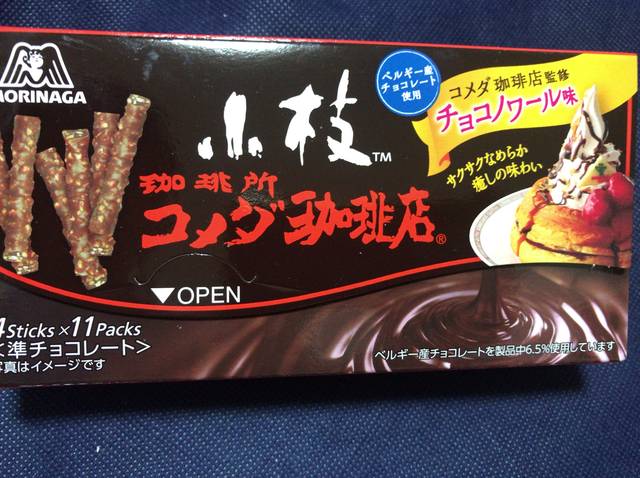 MORINAGA
小枝™
ベルギー産
チョコレート
使用
コメダ珈琲店監修
チョコノワール味
サクサクなめらか
癒しの味わい
珈琲所
コメダ珈琲店®
▼OPEN
4Sticks×11Packs
<準チョコレート>
写真はイメージです
ベルギー産チョコレートを製品中6.5%使用しています